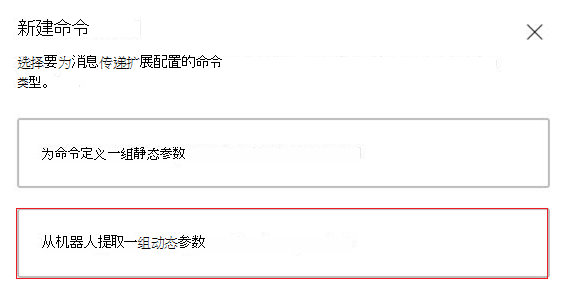 新建命令
选择要为消息传递扩展配置的命令
类型。
为命令定义一组静态参数
从机器人提取一组动态参数